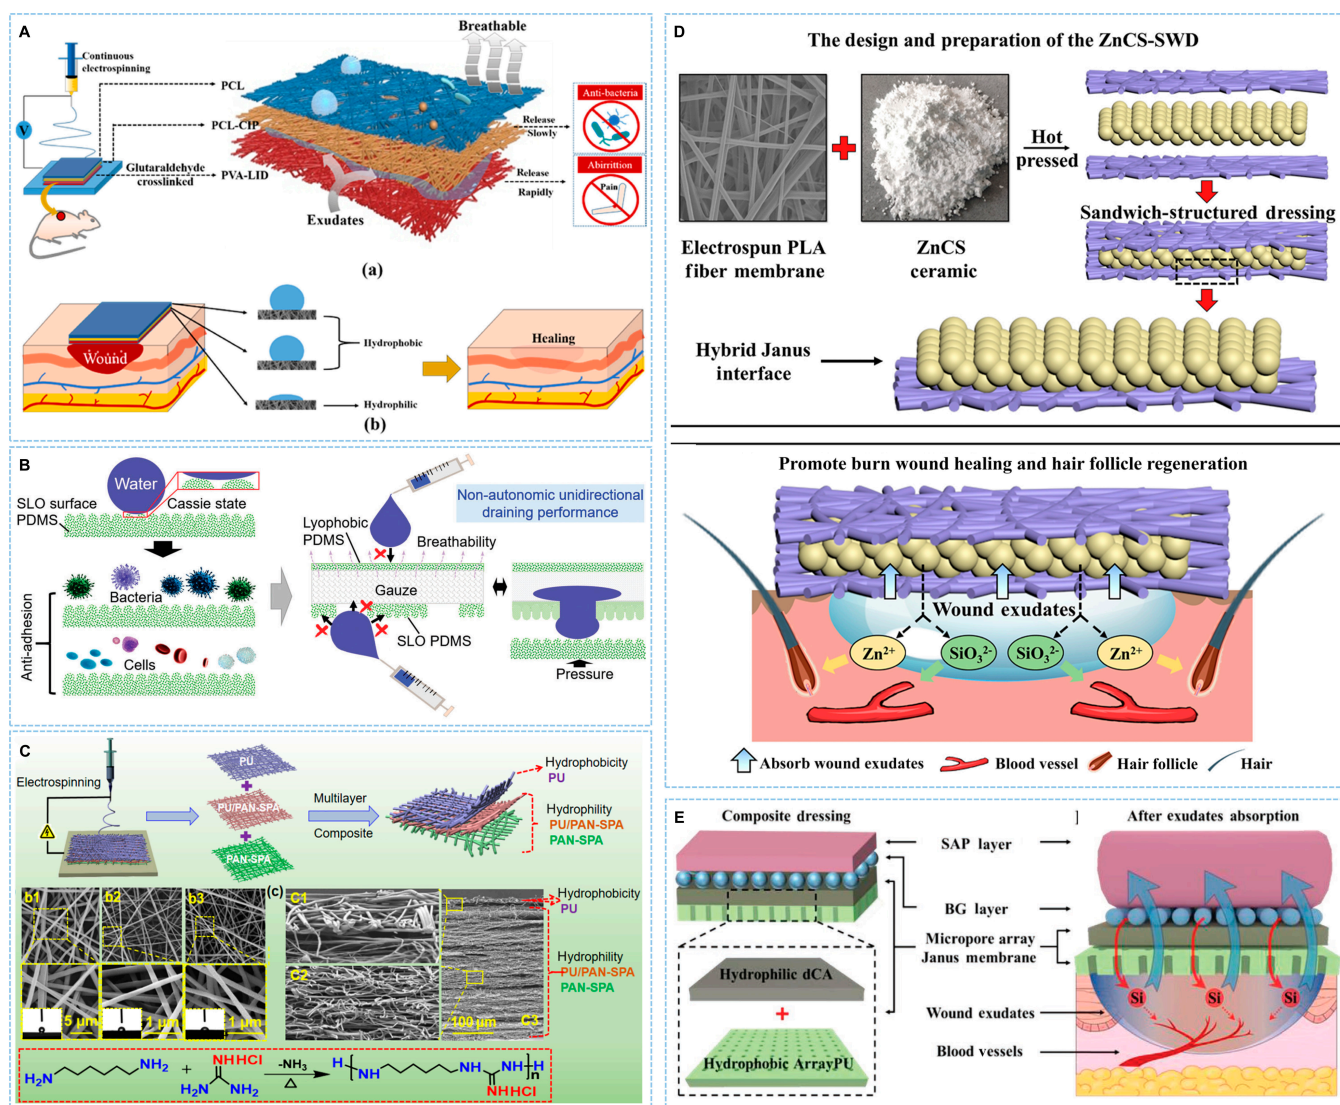 A
Continuous
electrospinning
V
PCL
PCL-CIP
Glutaraldehyde
crosslinked
PVA-LID
Breathable
Exudates
Release
Slowly
Release
Rapidly
Anti-bacteria
Abirrition
Pain
(a)
Wound
Hydrophobic
Hydrophilic
Healing
(b)
B
Water
Cassie state
SLO surface
PDMS
Anti-adhesion
Bacteria
Cells
Non-autonomic unidirectional
draining performance
Lyophobic
PDMS
Breathability
Gauze
SLO PDMS
Pressure
C
Electrospinning
PU
+
PU/PAN-SPA
+
PAN-SPA
Multilayer
Composite
Hydrophobicity
PU
Hydrophility
PU/PAN-SPA
PAN-SPA
b1
b2
b3
5 μm
1 μm
1 μm
(c)
C1
C2
C3
100 μm
Hydrophobicity
PU
Hydrophility
PU/PAN-SPA
PAN-SPA
H2N
NH2
+
NHHCl
H2N
NH2
-NH3
△
H
NH
NH
NH
H
n
NHHCl
D
The design and preparation of the ZnCS-SWD
+
Hot
pressed
Electrospun PLA
fiber membrane
ZnCS
ceramic
Sandwich-structured dressing
Hybrid Janus
interface
Promote burn wound healing and hair follicle regeneration
Wound exudates
Zn2+
SiO32-
SiO32-
Zn2+
Absorb wound exudates
Blood vessel
Hair follicle
Hair
E
Composite dressing
After exudates absorption
SAP layer
BG layer
Micropore array
Janus membrane
Wound exudates
Blood vessels
Hydrophilic dCA
+
Hydrophobic ArrayPU
Si
Si
Si